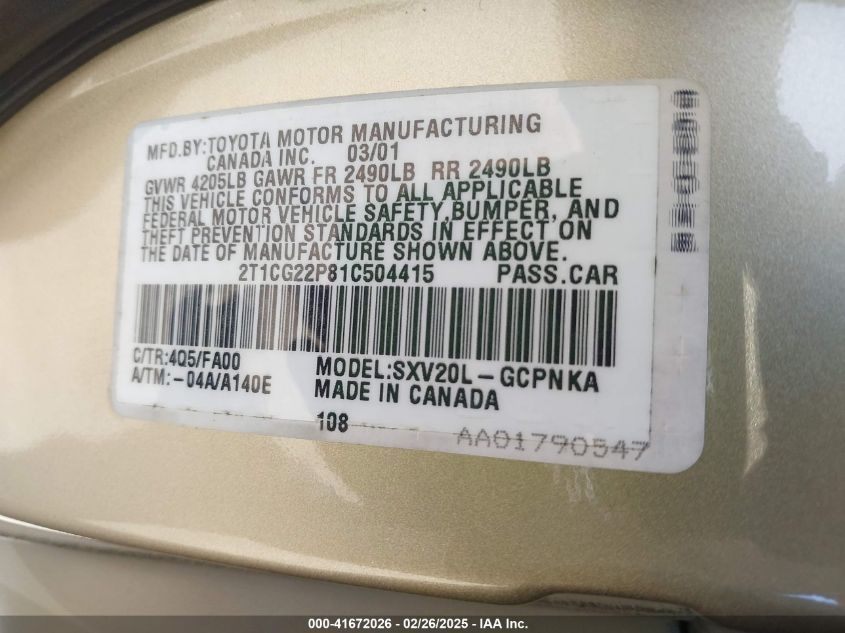 MFD.BY:TOYOTA MOTOR MANUFACTURING
CANADA INC. 03/01
GVWR 4205LB GAWR FR 2490LB RR 2490LB
THIS VEHICLE CONFORMS TO ALL APPLICABLE
FEDERAL MOTOR VEHICLE SAFETY,BUMPER, AND
THEFT PREVENTION STANDARDS IN EFFECT ON
THE DATE OF MANUFACTURE SHOWN ABOVE.
2T1CG22P81C504415 PASS.CAR
C/TR:4Q5/FA00 MODEL:SXV20L-GCPNKA
A/TM:-04A/A140E MADE IN CANADA
108
AA01790547
000-41672026 - 02/26/2025 - IAA Inc.